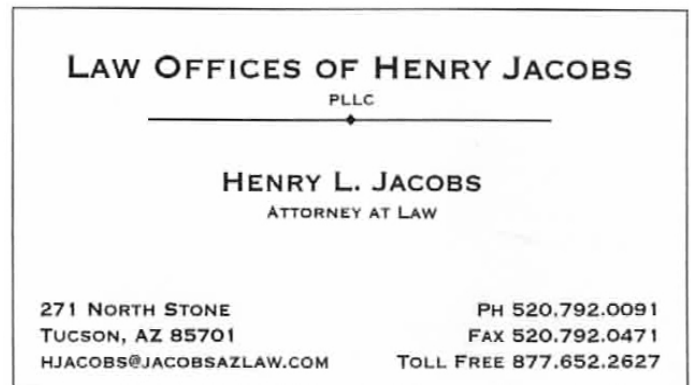 LAW OFFICES OF HENRY JACOBS
PLLC
HENRY L. JACOBS
ATTORNEY AT LAW
271 NORTH STONE
TUCSON, AZ 85701
HJACOBS@JACOBSAZLAW.COM
PH 520.792.0091
FAX 520.792.0471
TOLL FREE 877.652.2627